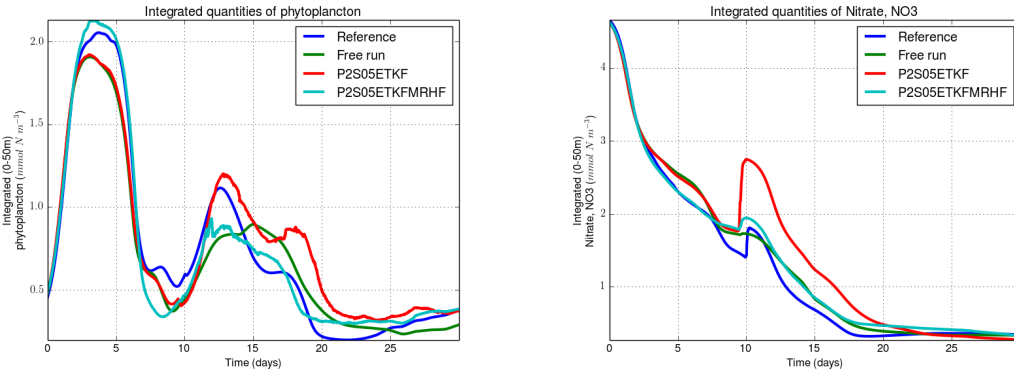 Integrated quantities of phytoplancton
Reference
Free run
P2S05ETKF
P2S05ETKFMRHF
2.0
1.5
1.0
0.5
Integrated (0-50m)
phytoplancton (mmol N m⁻³)
0 5 10 15 20 25
Time (days)
Integrated quantities of Nitrate, NO3
Reference
Free run
P2S05ETKF
P2S05ETKFMRHF
4
3
2
1
Integrated (0-50m)
Nitrate, NO3 (mmol N m⁻³)
0 5 10 15 20 25
Time (days)